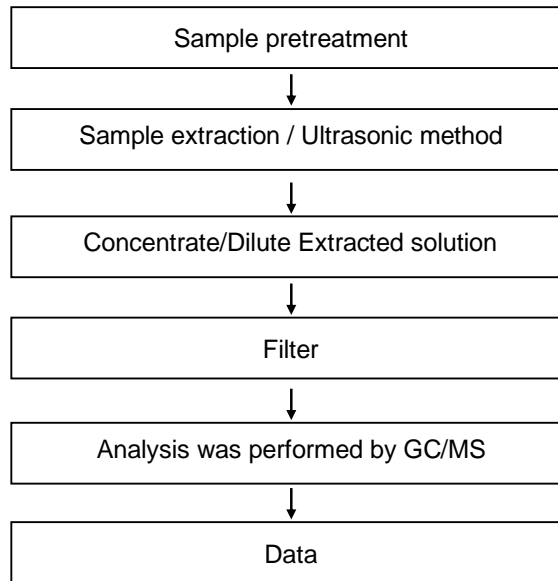 Sample pretreatment
Sample extraction / Ultrasonic method
Concentrate/Dilute Extracted solution
Filter
Analysis was performed by GC/MS
Data